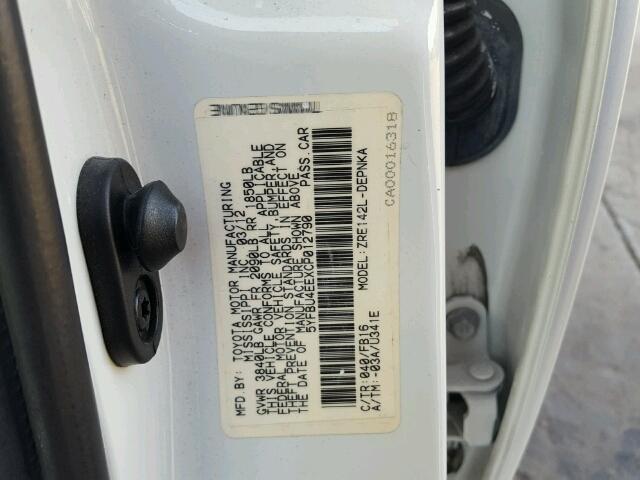 MFD. BY: TOYOTA MOTOR MANUFACTURING
MISSISSIPPI INC. 03/12
GVWR 3840LB GAWR FR 2090LB RR 1850LB
THIS VEHICLE CONFORMS TO ALL APPLICABLE
FEDERAL MOTOR VEHICLE SAFETY, BUMPER, AND
THEFT PREVENTION STANDARDS IN EFFECT ON
THE DATE OF MANUFACTURE SHOWN ABOVE.
5YFBU4EEXCP012790 PASS. CAR
C/TR: 040/FB16 MODEL: ZRE142L-DEPNKA
A/TM: -03A/U341E
CA00016318